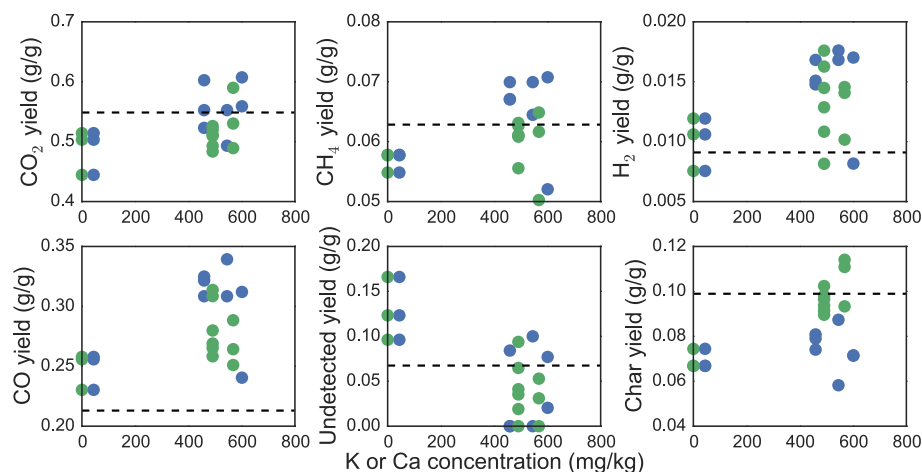 CO2 yield (g/g)
0.7
0.6
0.5
0.4
0 200 400 600 800
CH4 yield (g/g)
0.08
0.07
0.06
0.05
0 200 400 600 800
H2 yield (g/g)
0.020
0.015
0.010
0.005
0 200 400 600 800
CO yield (g/g)
0.35
0.30
0.25
0.20
0 200 400 600 800
Undetected yield (g/g)
0.20
0.15
0.10
0.05
0.00
0 200 400 600 800
Char yield (g/g)
0.12
0.10
0.08
0.06
0.04
0 200 400 600 800
K or Ca concentration (mg/kg)